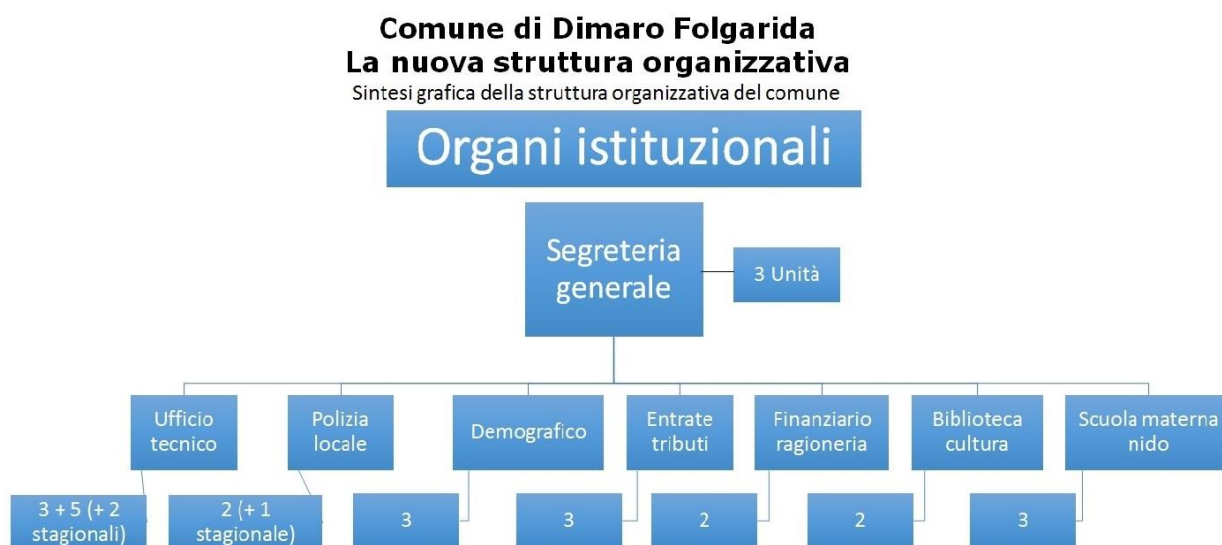 Comune di Dimaro Folgarida
La nuova struttura organizzativa
Sintesi grafica della struttura organizzativa del comune
Organi istituzionali
Segreteria
generale
3 Unità
Ufficio
tecnico
Polizia
locale
Demografico
Entrate
tributi
Finanziario
ragioneria
Biblioteca
cultura
Scuola materna
nido
3 + 5 (+ 2
stagionali)
2 (+ 1
stagionale)
3
3
2
2
3